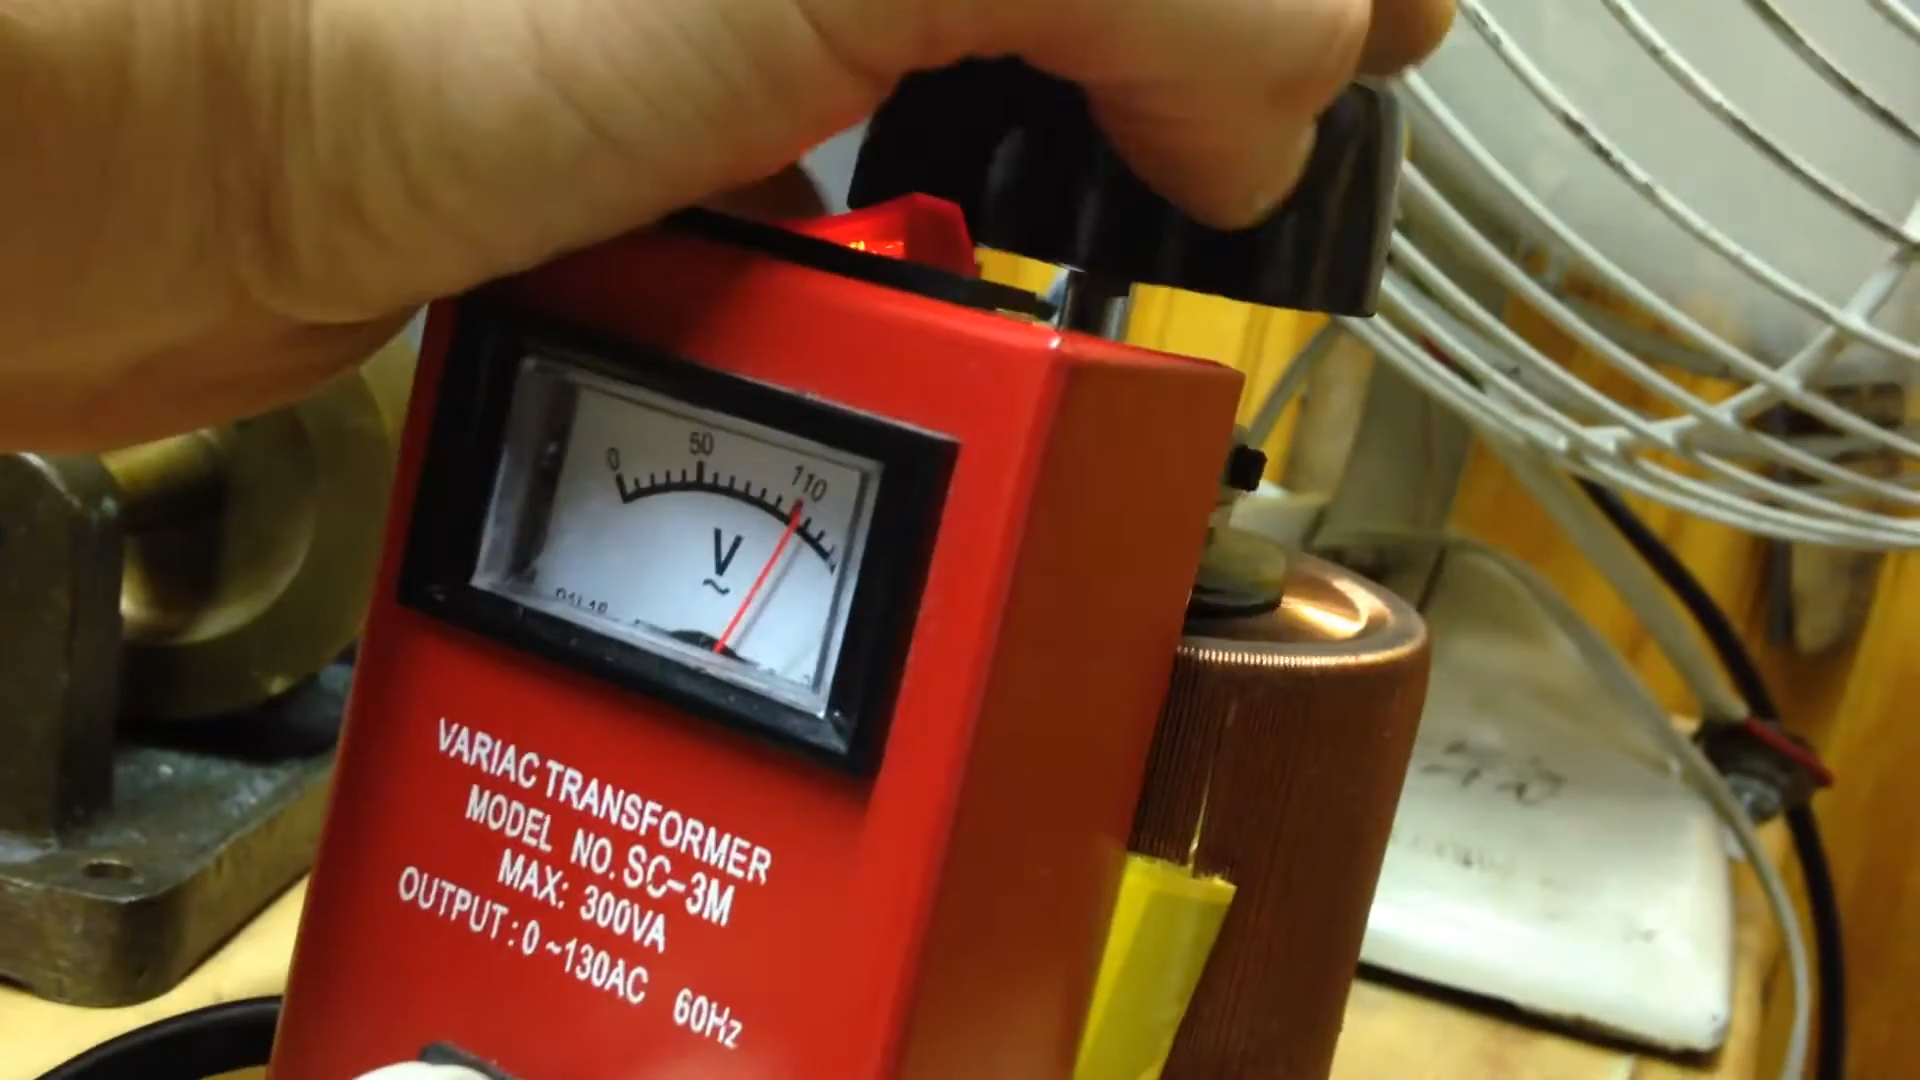 0 50 110
V
~
VARIAC TRANSFORMER
MODEL NO. SC-3M
MAX: 300VA
OUTPUT: 0~130AC 60Hz